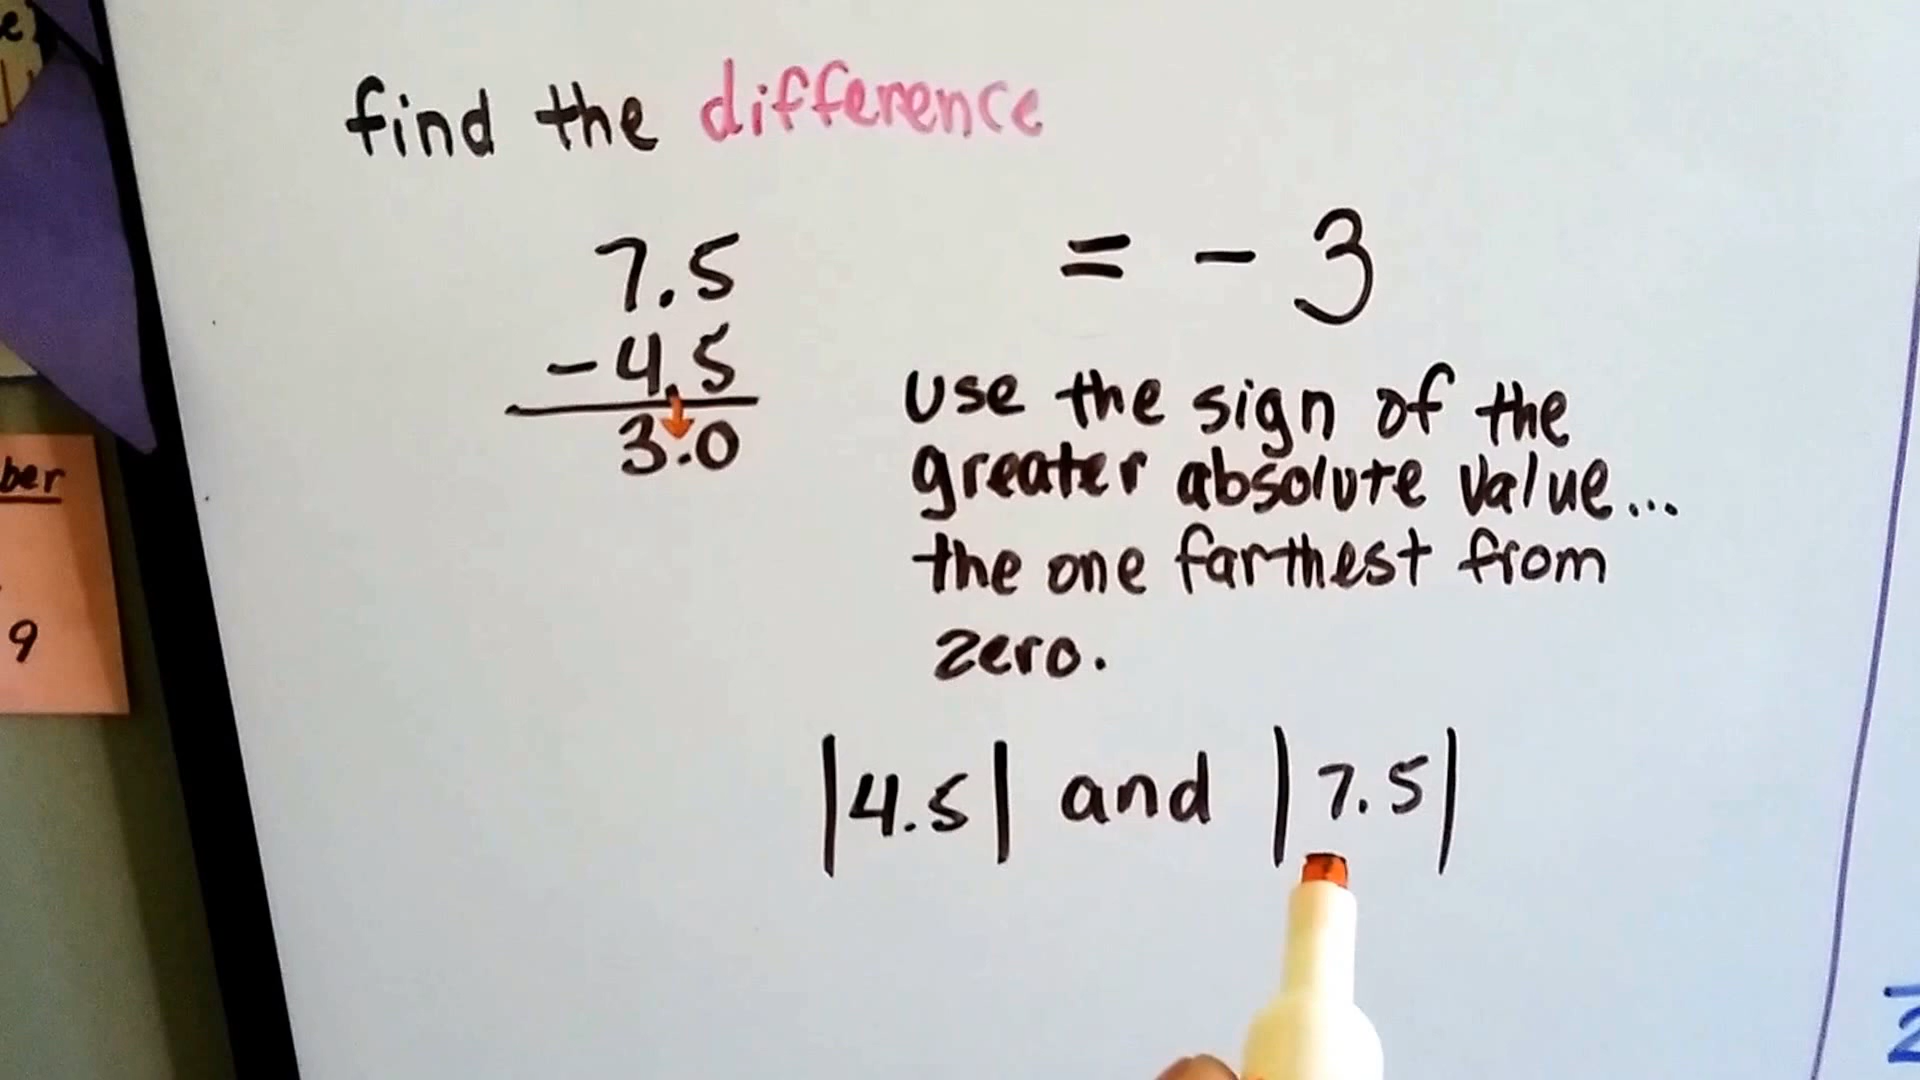 find the difference
7.5
- 4.5
3.0
= - 3
use the sign of the
greater absolute value...
the one farthest from
zero.
|4.5| and |7.5|
ber
9